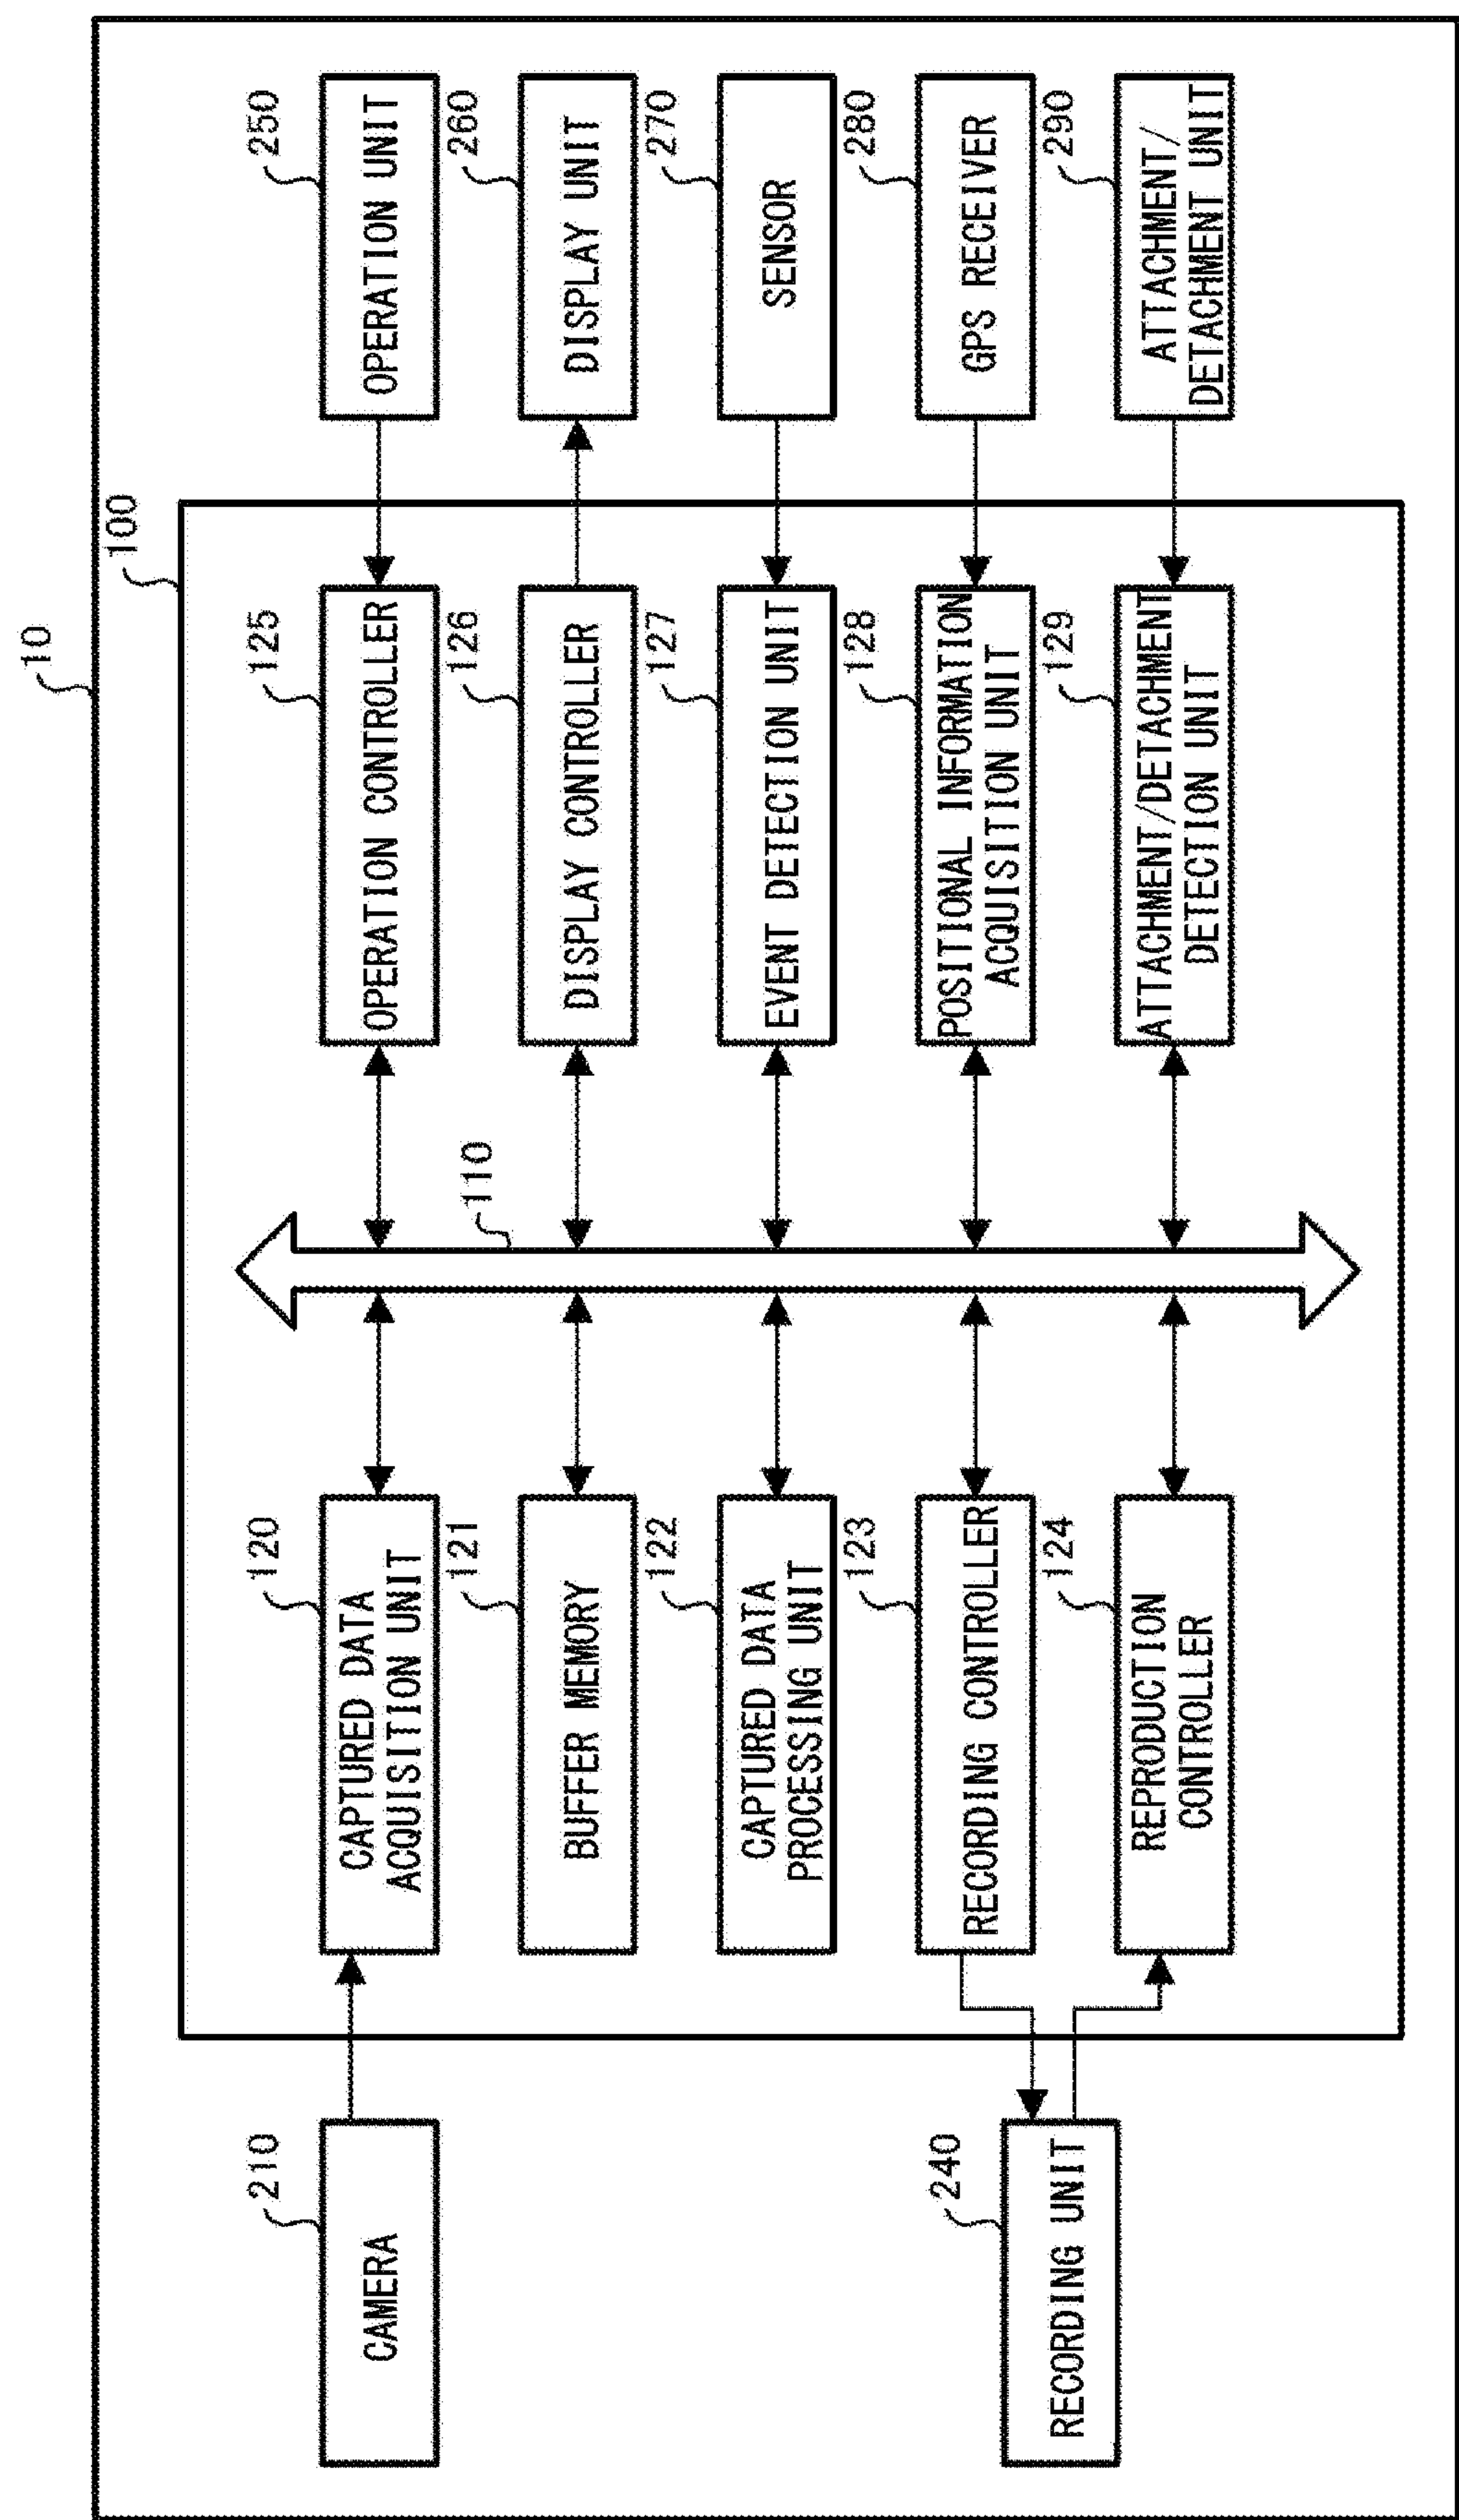 10
100
210
CAMERA
240
RECORDING UNIT
120
CAPTURED DATA
ACQUISITION UNIT
121
BUFFER MEMORY
122
CAPTURED DATA
PROCESSING UNIT
123
RECORDING CONTROLLER
124
REPRODUCTION
CONTROLLER
110
125
OPERATION CONTROLLER
126
DISPLAY CONTROLLER
127
EVENT DETECTION UNIT
128
POSITIONAL INFORMATION
ACQUISITION UNIT
129
ATTACHMENT/DETACHMENT
DETECTION UNIT
250
OPERATION UNIT
260
DISPLAY UNIT
270
SENSOR
280
GPS RECEIVER
290
ATTACHMENT/
DETACHMENT UNIT